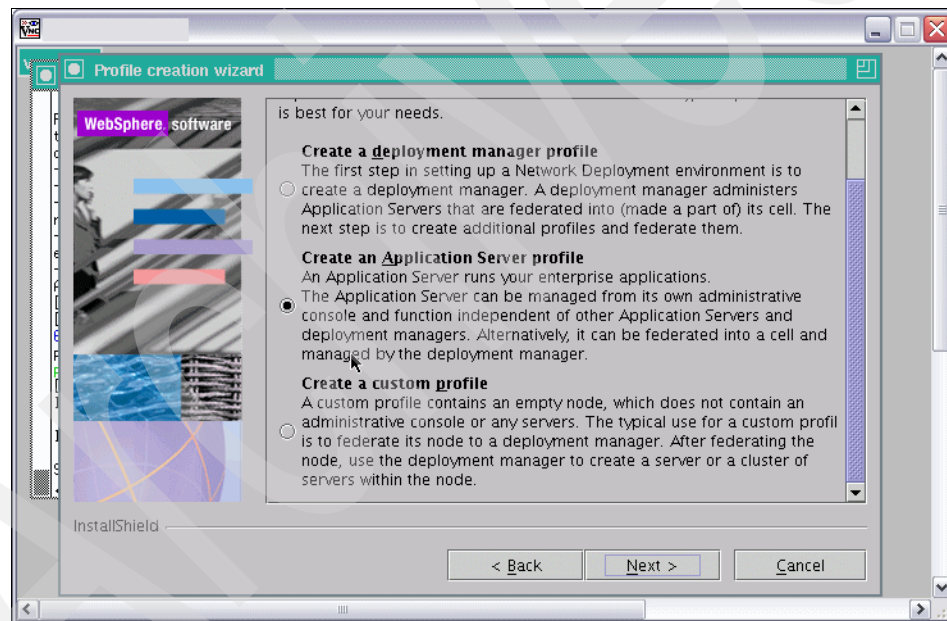 VNC
Profile creation wizard
WebSphere. software
is best for your needs.
Create a deployment manager profile
The first step in setting up a Network Deployment environment is to
create a deployment manager. A deployment manager administers
Application Servers that are federated into (made a part of) its cell. The
next step is to create additional profiles and federate them.
Create an Application Server profile
An Application Server runs your enterprise applications.
The Application Server can be managed from its own administrative
console and function independent of other Application Servers and
deployment managers. Alternatively, it can be federated into a cell and
managed by the deployment manager.
Create a custom profile
A custom profile contains an empty node, which does not contain an
administrative console or any servers. The typical use for a custom profil
is to federate its node to a deployment manager. After federating the
node, use the deployment manager to create a server or a cluster of
servers within the node.
InstallShield
< Back
Next >
Cancel